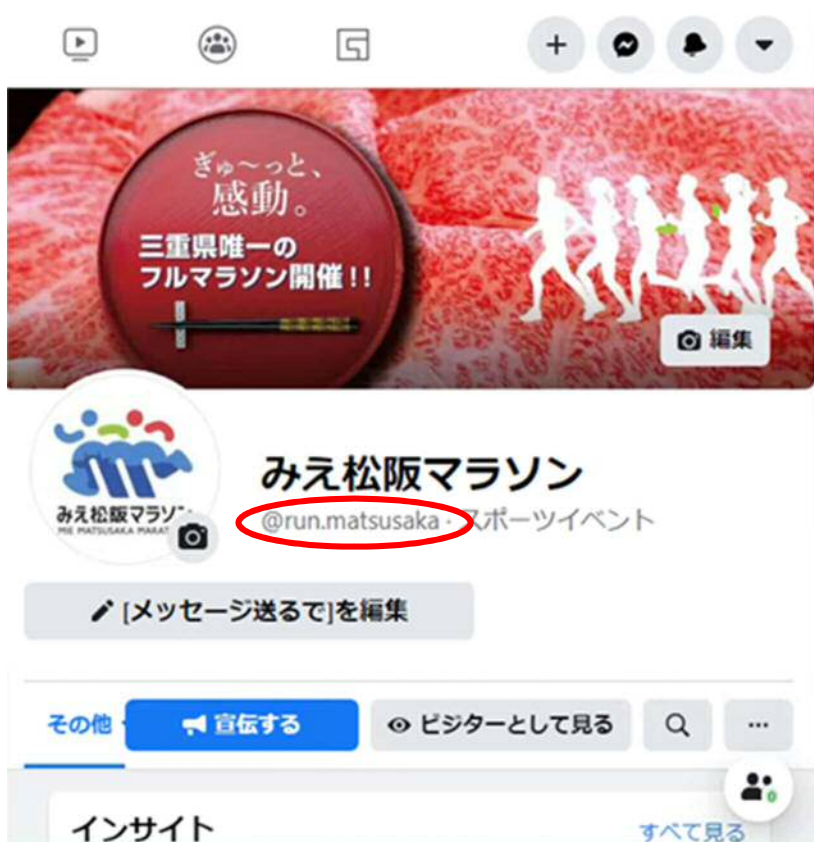 ぎゅ〜っと、
感動。
三重県唯一の
フルマラソン開催!!
編集
みえ松阪マラソン
MIE MATSUSAKA MARAT
みえ松阪マラソン
@run.matsusaka · スポーツイベント
[メッセージ送るで]を編集
その他
宣伝する
ビジターとして見る
...
0
インサイト
すべて見る